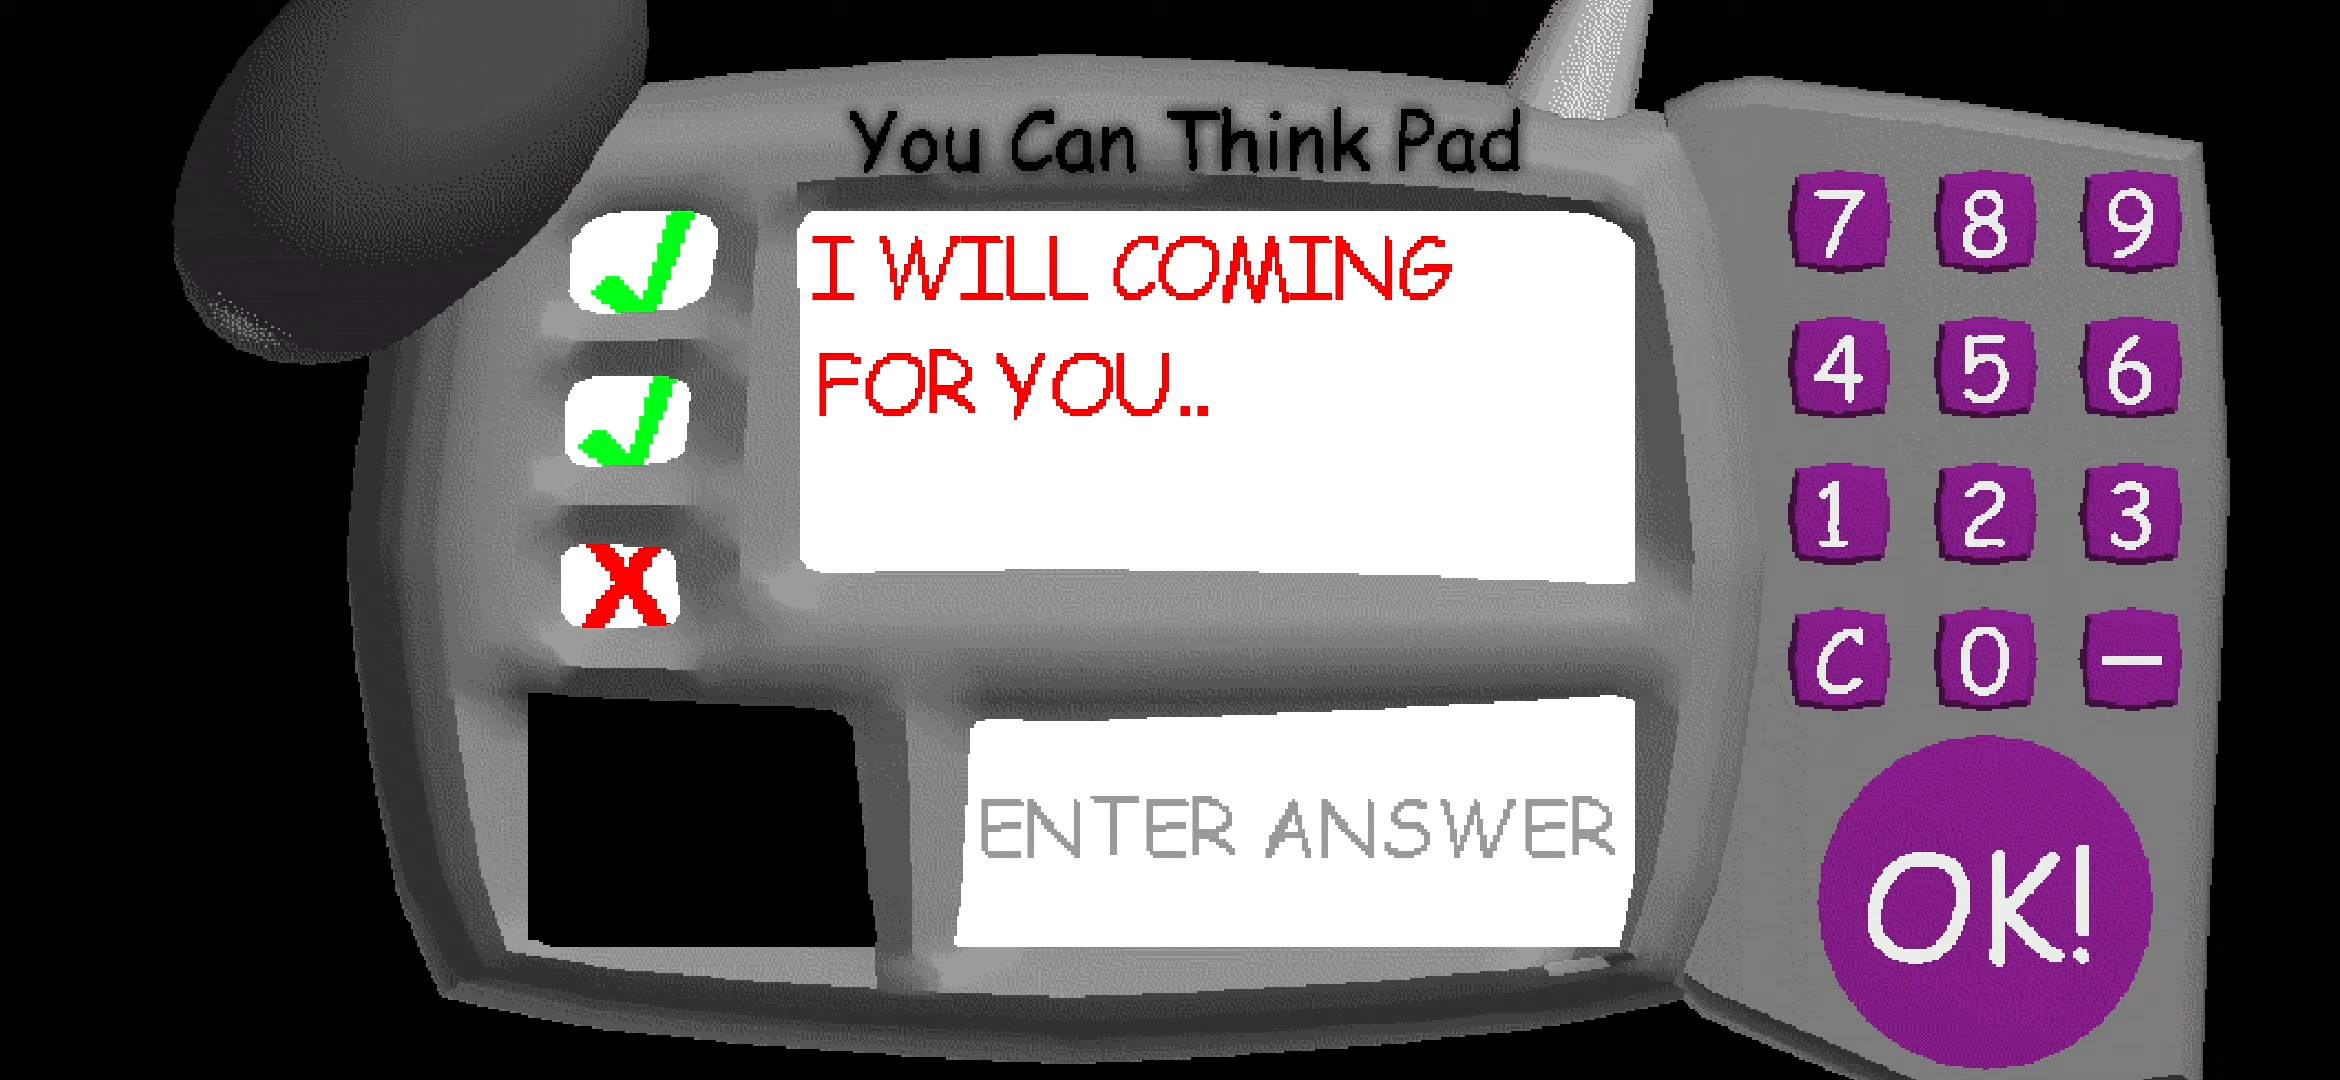 You Can Think Pad
I WILL COMING
FOR YOU..
ENTER ANSWER
7 8 9
4 5 6
1 2 3
C 0 —
OK!